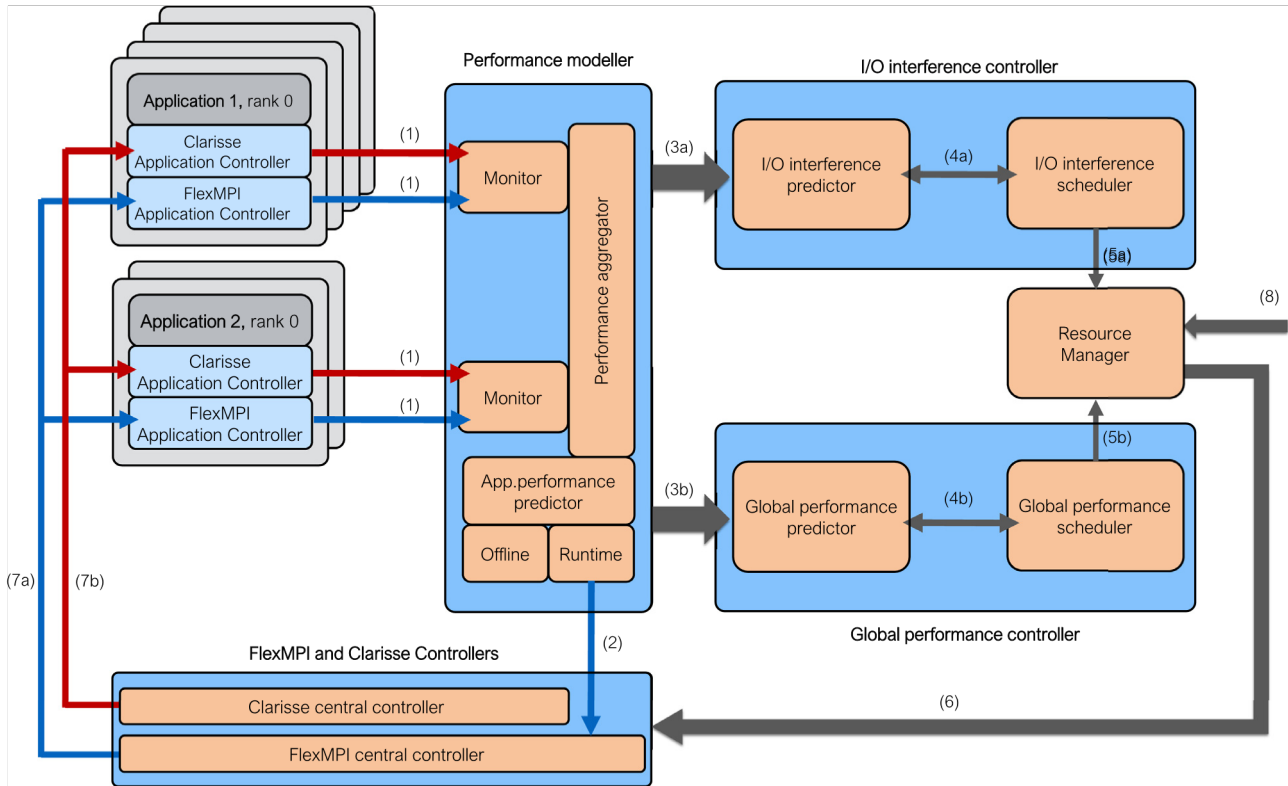 Performance modeller
I/O interference controller
Application 1, rank 0
Clarisse
Application Controller
FlexMPI
Application Controller
(1)
(1)
Monitor
Performance aggregator
(3a)
I/O interference
predictor
(4a)
I/O interference
scheduler
(5a)
(8)
Resource
Manager
Application 2, rank 0
Clarisse
Application Controller
FlexMPI
Application Controller
(1)
(1)
Monitor
App.performance
predictor
Offline
Runtime
(3b)
Global performance
predictor
(4b)
Global performance
scheduler
(5b)
Global performance controller
(7a)
(7b)
(2)
(6)
FlexMPI and Clarisse Controllers
Clarisse central controller
FlexMPI central controller